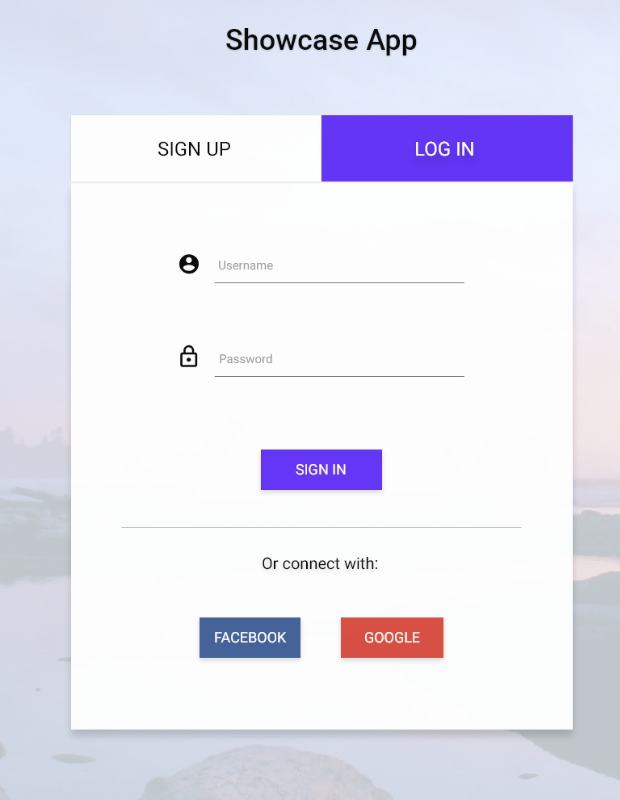 Showcase App
SIGN UP
LOG IN
Username
Password
SIGN IN
Or connect with:
FACEBOOK
GOOGLE